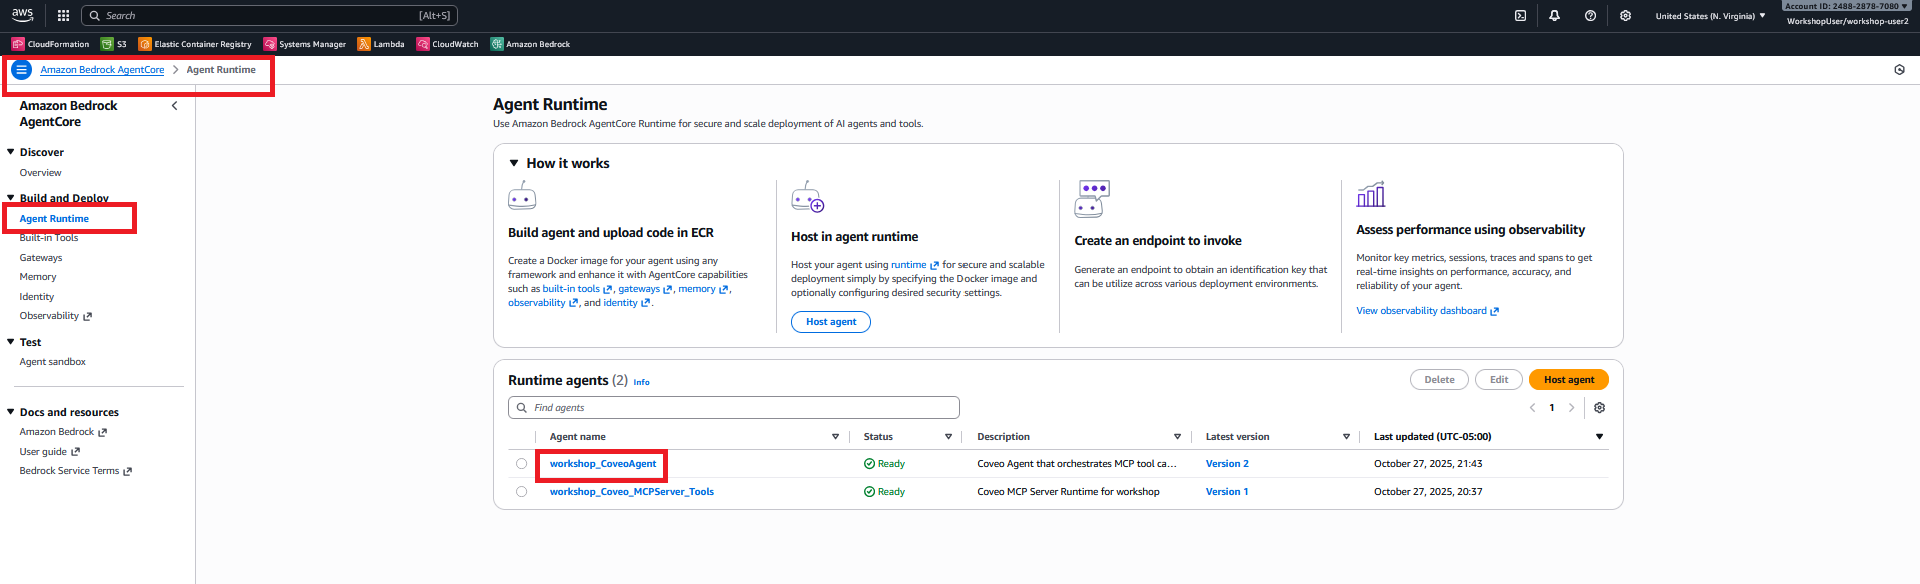 aws
Search
[Alt+S]
United States (N. Virginia)
Account ID: 2488-2878-7080
WorkshopUser/workshop-user2
CloudFormation
S3
Elastic Container Registry
Systems Manager
Lambda
CloudWatch
Amazon Bedrock
Amazon Bedrock AgentCore > Agent Runtime
Amazon Bedrock
AgentCore
Discover
Overview
Build and Deploy
Agent Runtime
Built-in Tools
Gateways
Memory
Identity
Observability
Test
Agent sandbox
Docs and resources
Amazon Bedrock
User guide
Bedrock Service Terms
Agent Runtime
Use Amazon Bedrock AgentCore Runtime for secure and scale deployment of AI agents and tools.
How it works
Build agent and upload code in ECR
Create a Docker image for your agent using any
framework and enhance it with AgentCore capabilities
such as built-in tools , gateways , memory ,
observability , and identity .
Host in agent runtime
Host your agent using runtime for secure and scalable
deployment simply by specifying the Docker image and
optionally configuring desired security settings.
Host agent
Create an endpoint to invoke
Generate an endpoint to obtain an identification key that
can be utilize across various deployment environments.
Assess performance using observability
Monitor key metrics, sessions, traces and spans to get
real-time insights on performance, accuracy, and
reliability of your agent.
View observability dashboard
Runtime agents (2) Info
Delete
Edit
Host agent
Find agents
1
Agent name
Status
Description
Latest version
Last updated (UTC-05:00)
workshop_CoveoAgent
Ready
Coveo Agent that orchestrates MCP tool ca...
Version 2
October 27, 2025, 21:43
workshop_Coveo_MCPServer_Tools
Ready
Coveo MCP Server Runtime for workshop
Version 1
October 27, 2025, 20:37